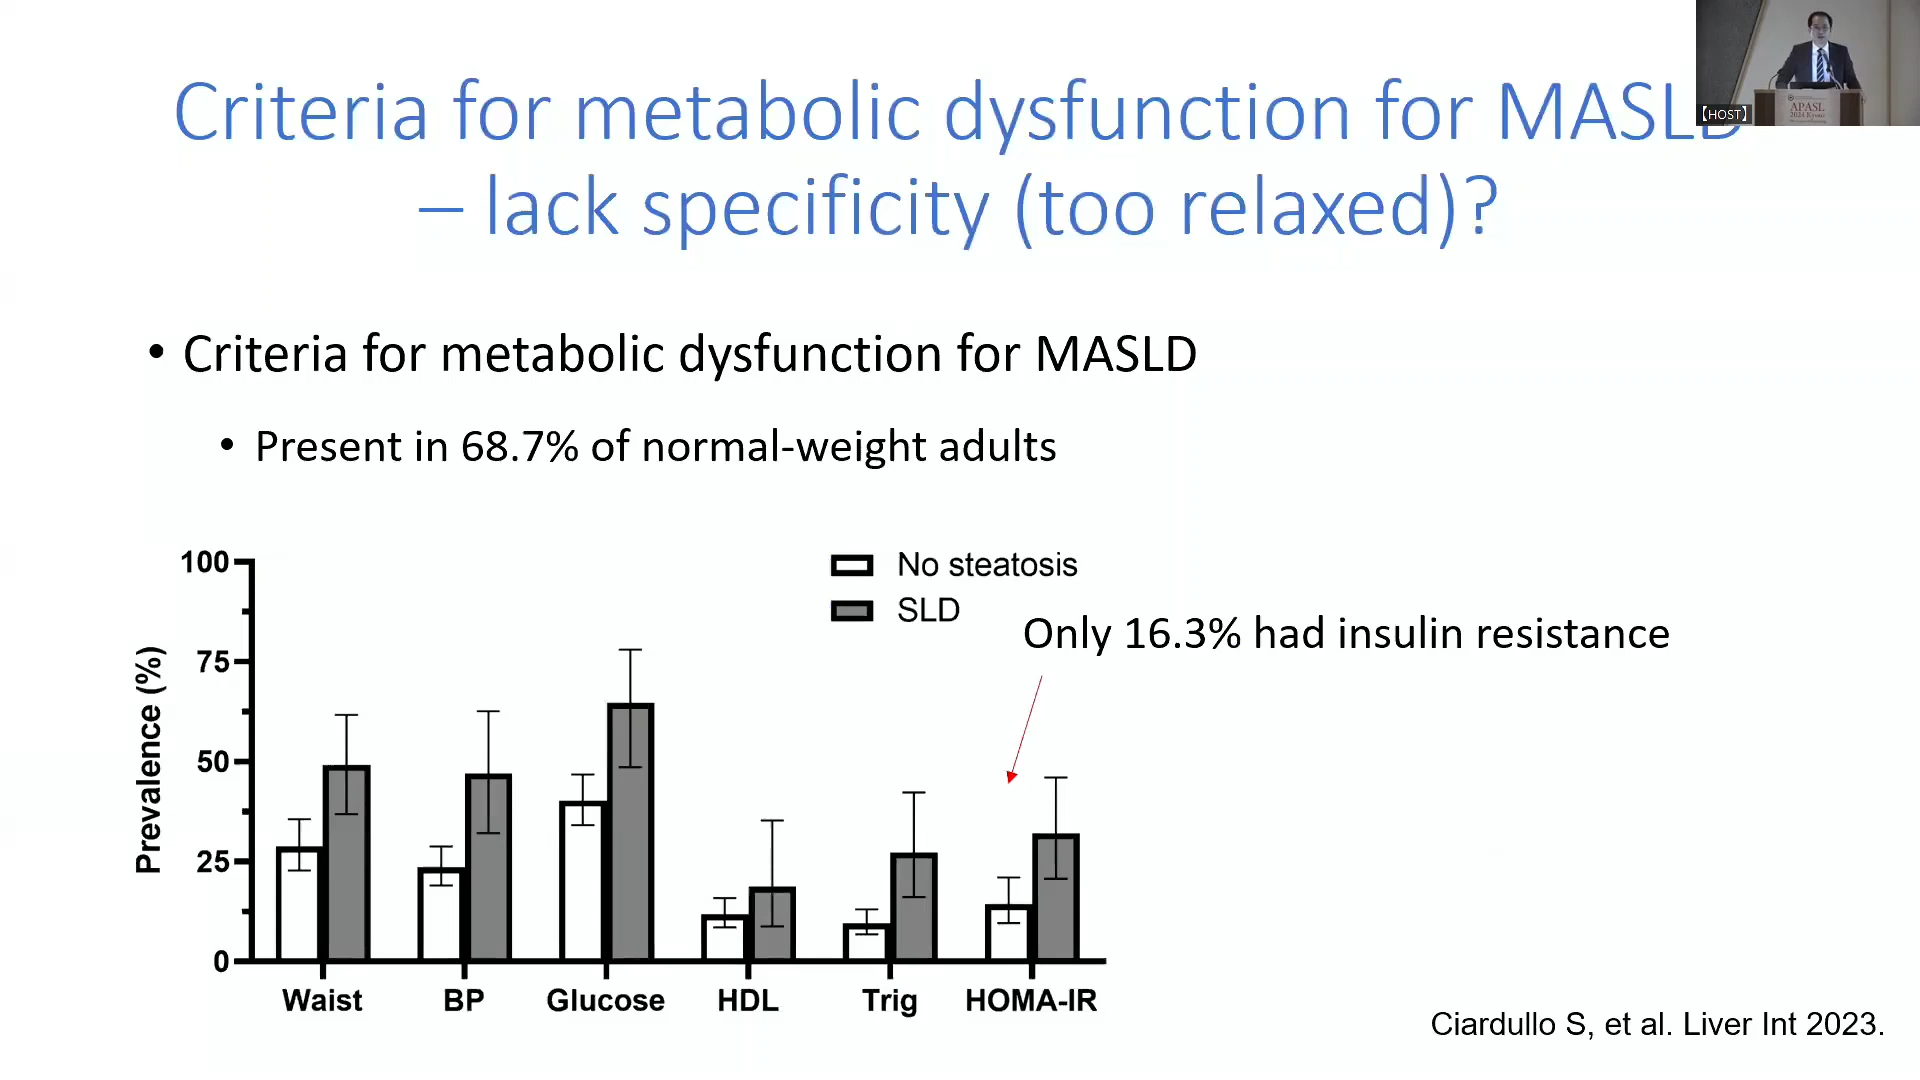 Criteria for metabolic dysfunction for MASLD
– lack specificity (too relaxed)?
【HOST】
APASL
2024 Kyoto
• Criteria for metabolic dysfunction for MASLD
• Present in 68.7% of normal-weight adults
No steatosis
SLD
Only 16.3% had insulin resistance
Prevalence (%)
100
75
50
25
0
Waist BP Glucose HDL Trig HOMA-IR
Ciardullo S, et al. Liver Int 2023.